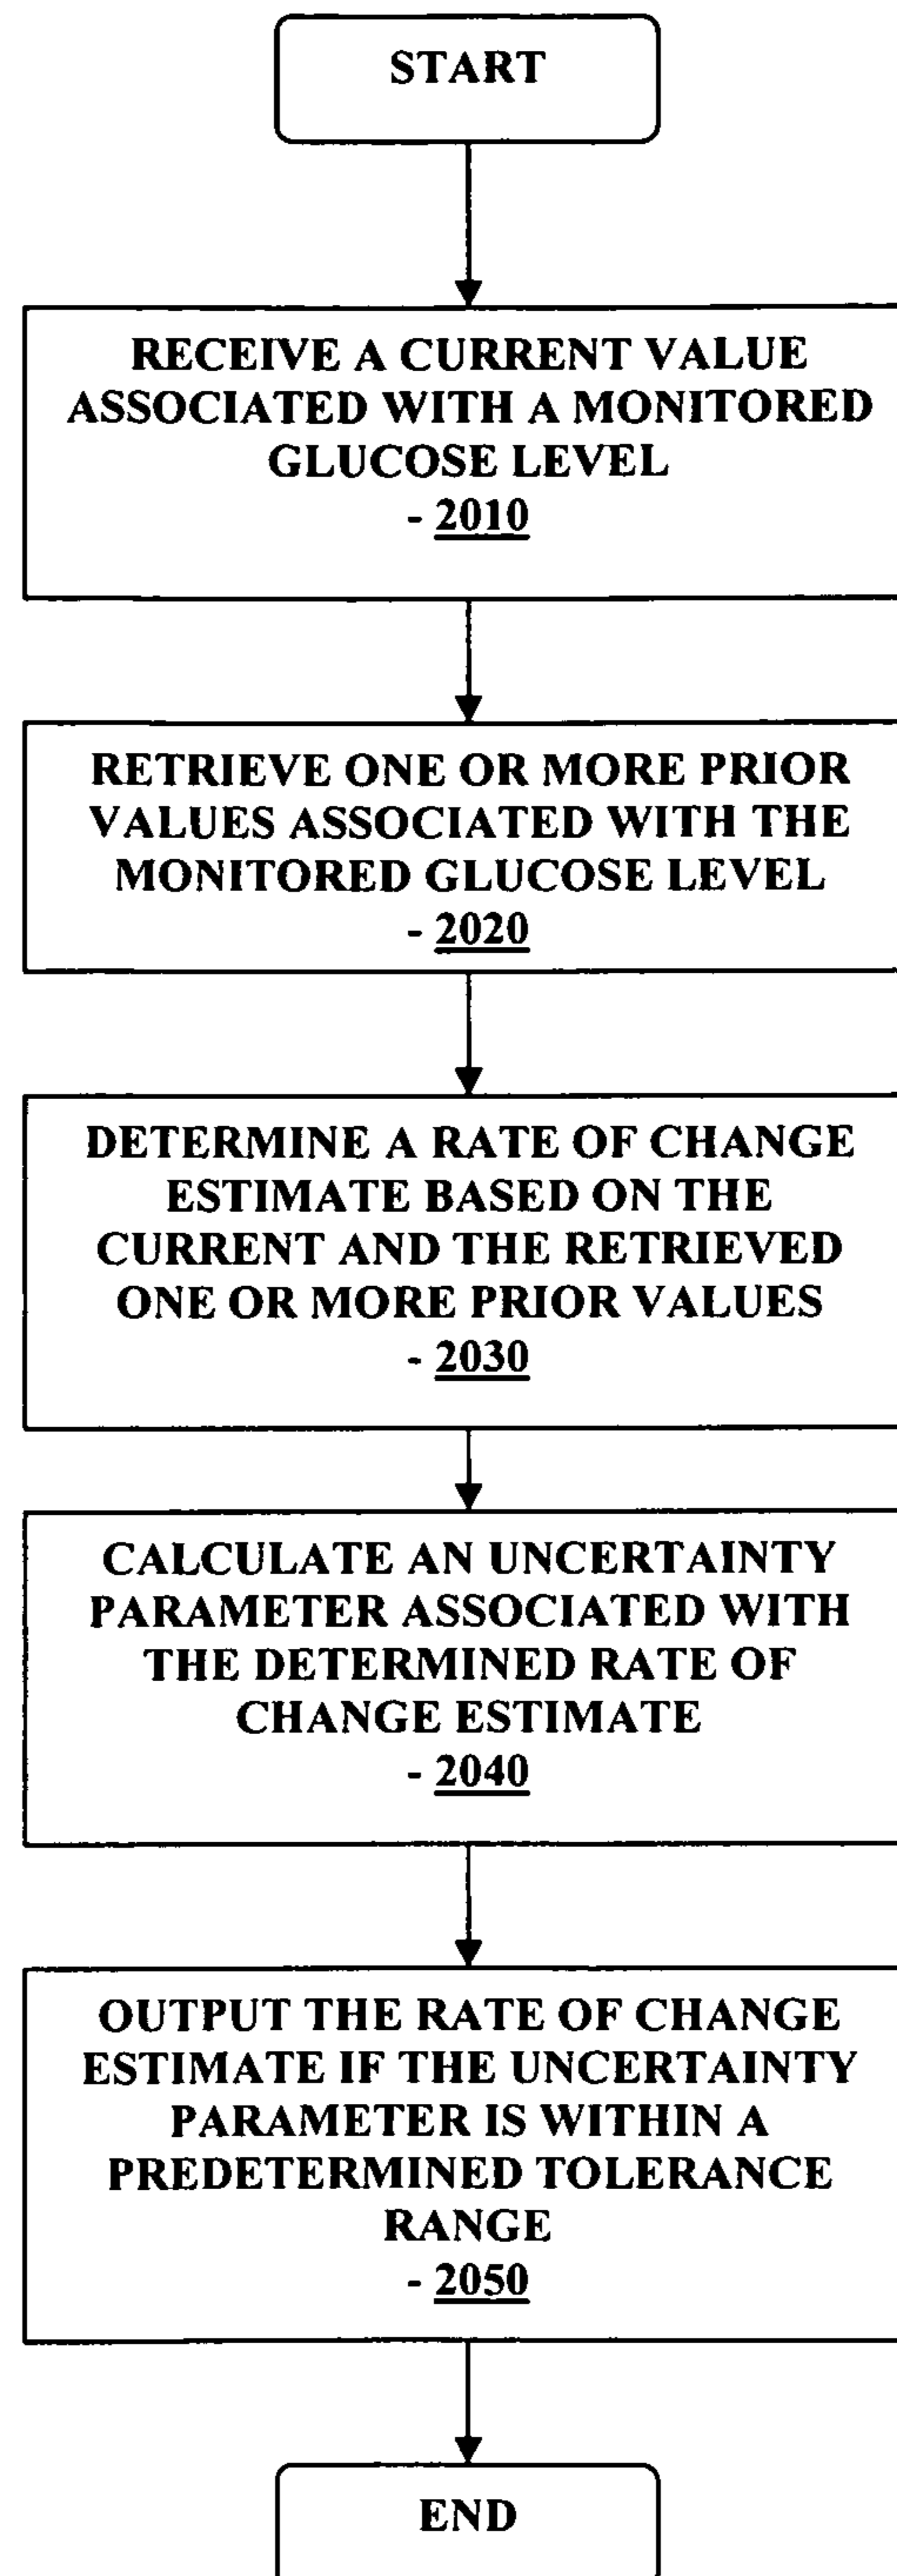 START
RECEIVE A CURRENT VALUE
ASSOCIATED WITH A MONITORED
GLUCOSE LEVEL
- 2010
RETRIEVE ONE OR MORE PRIOR
VALUES ASSOCIATED WITH THE
MONITORED GLUCOSE LEVEL
- 2020
DETERMINE A RATE OF CHANGE
ESTIMATE BASED ON THE
CURRENT AND THE RETRIEVED
ONE OR MORE PRIOR VALUES
- 2030
CALCULATE AN UNCERTAINTY
PARAMETER ASSOCIATED WITH
THE DETERMINED RATE OF
CHANGE ESTIMATE
- 2040
OUTPUT THE RATE OF CHANGE
ESTIMATE IF THE UNCERTAINTY
PARAMETER IS WITHIN A
PREDETERMINED TOLERANCE
RANGE
- 2050
END